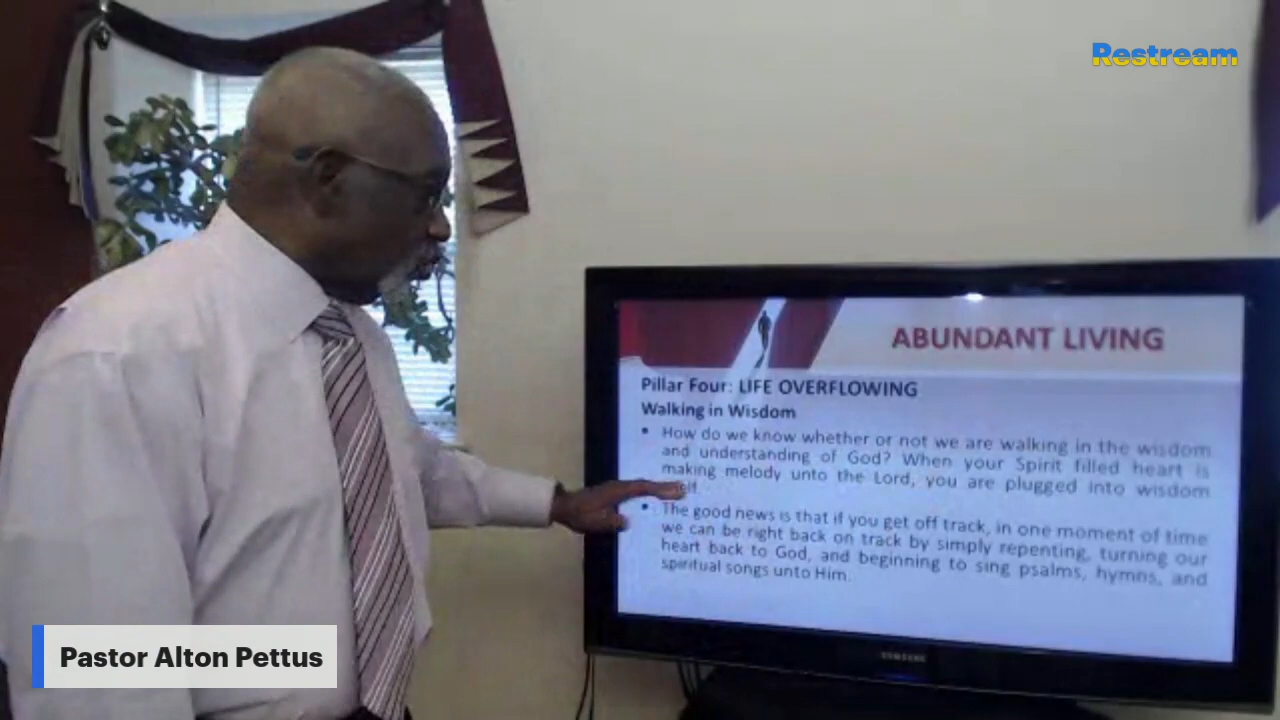 Restream
ABUNDANT LIVING
Pillar Four: LIFE OVERFLOWING
Walking in Wisdom
• How do we know whether or not we are walking in the wisdom
and understanding of God? When your Spirit filled heart is
making melody unto the Lord, you are plugged into wisdom
• The good news is that if you get off track, in one moment of time
we can be right back on track by simply repenting, turning our
heart back to God, and beginning to sing psalms, hymns, and
spiritual songs unto Him.
SAMSUNG
Pastor Alton Pettus